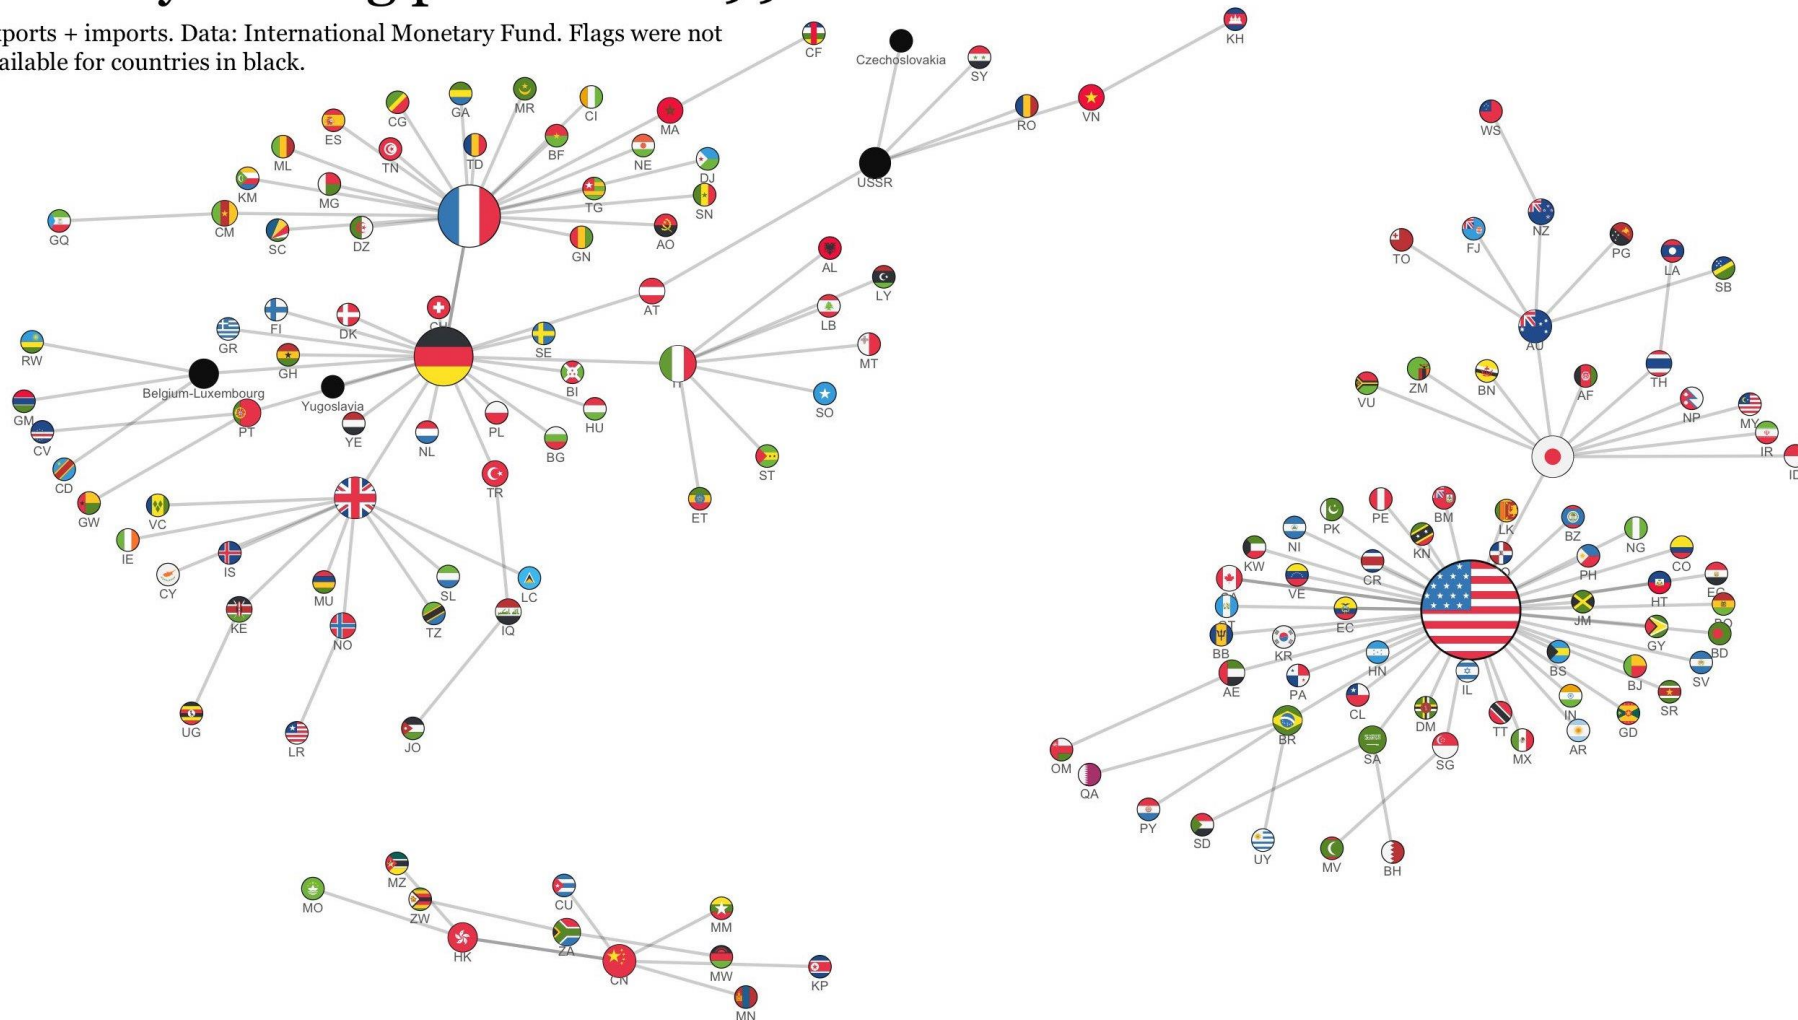 xports + imports. Data: International Monetary Fund. Flags were not
ailable for countries in black.
KH
CF
Czechoslovakia
SY
RO
VN
USSR
MR
GA
CG
CI
ES
MA
TN
TD
BF
NE
ML
DJ
KM
MG
TG
SN
GQ
CM
SC
DZ
GN
AO
WS
NZ
TO
FJ
PG
LA
SB
AU
AL
LY
LB
MT
AT
FI
DK
GR
SE
RW
GH
BI
SO
Belgium-Luxembourg
Yugoslavia
GM
CV
PT
YE
NL
PL
HU
BG
CD
ST
TR
GW
VC
ET
IE
IS
CY
MU
SL
LC
KE
NO
TZ
IQ
UG
LR
JO
VU
ZM
BN
AF
TH
NP
MY
IR
ID
PK
PE
BM
LK
BZ
NG
NI
KN
KW
CR
PH
CO
VE
HT
EC
JM
BB
KR
GY
BD
HN
BS
AE
PA
IL
BJ
SV
CL
IN
SR
BR
DM
TT
GD
SA
SG
MX
AR
OM
QA
PY
SD
UY
MV
BH
MO
MZ
ZW
CU
MM
HK
ZA
CN
MW
KP
MN